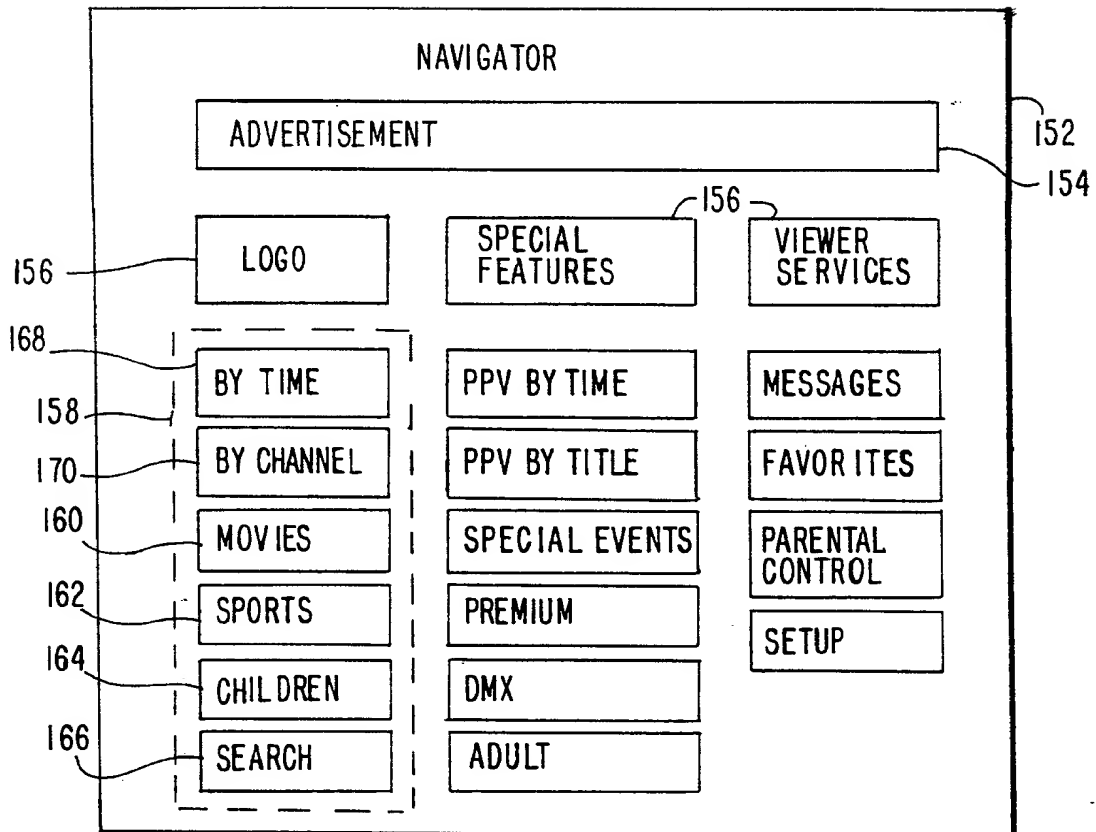 NAVIGATOR
ADVERTISEMENT
152
154
156
156
LOGO
SPECIAL
FEATURES
VIEWER
SERVICES
168
158
170
160
162
164
166
BY TIME
BY CHANNEL
MOVIES
SPORTS
CHILDREN
SEARCH
PPV BY TIME
PPV BY TITLE
SPECIAL EVENTS
PREMIUM
DMX
ADULT
MESSAGES
FAVORITES
PARENTAL
CONTROL
SETUP